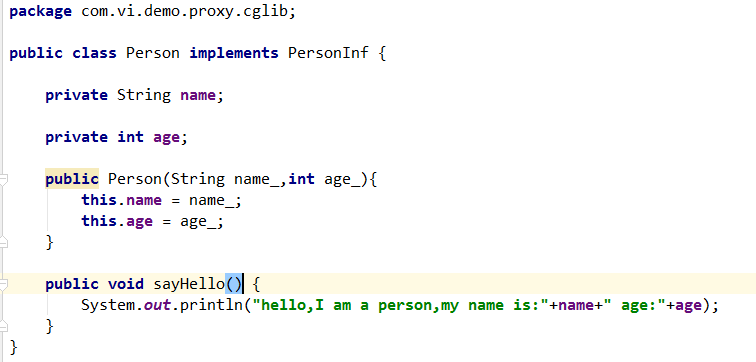 package com.vi.demo.proxy.cglib;
public class Person implements PersonInf {
private String name;
private int age;
public Person(String name_,int age_){
this.name = name_;
this.age = age_;
}
public void sayHello() {
System.out.println("hello,I am a person,my name is:"+name+" age:"+age);
}
}